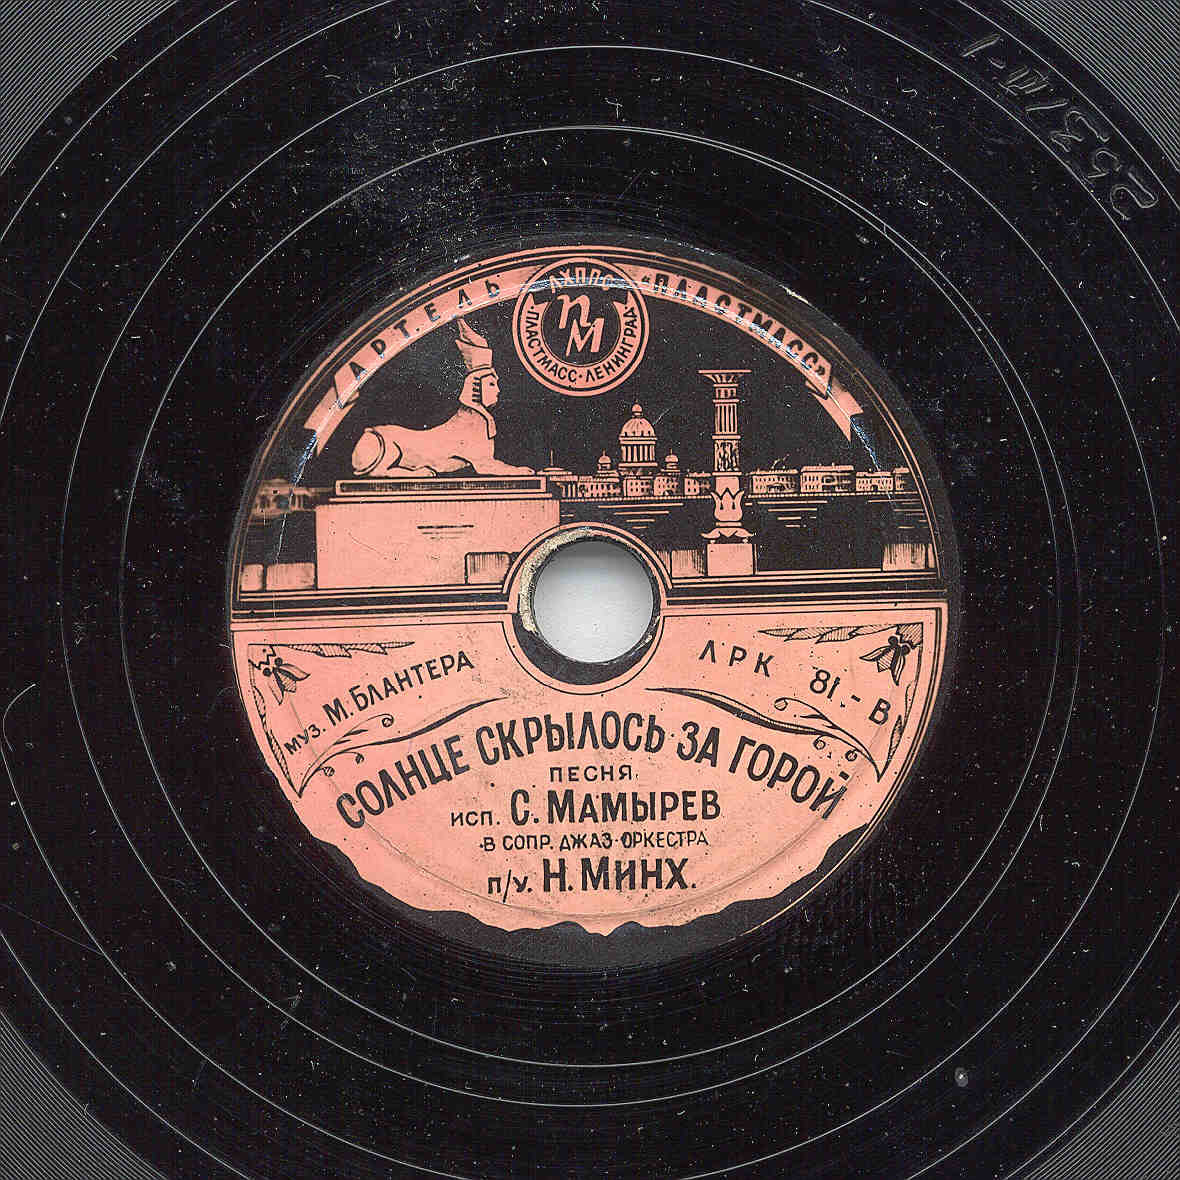 АРТЕЛЬ «ПЛАСТМАСС»
ЛХППС
ПМ
ПЛАСТМАСС·ЛЕНИНГРАД
муз. М. БЛАНТЕРА
ЛРК 81-В
СОЛНЦЕ СКРЫЛОСЬ ЗА ГОРОЙ
ПЕСНЯ
исп. С. МАМЫРЕВ
В СОПР. ДЖАЗ-ОРКЕСТРА
п/у. Н. МИНХ.